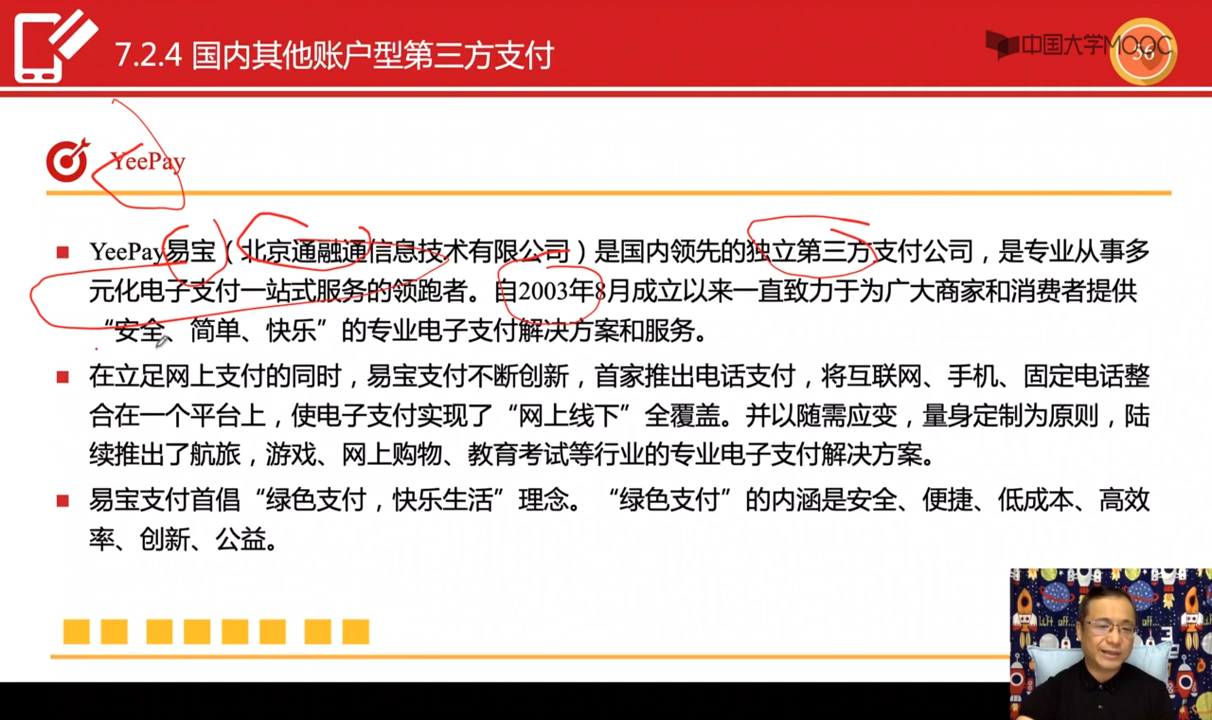 7.2.4 国内其他账户型第三方支付
中国大学MOOC
36
YeePay
YeePay易宝（北京通融通信息技术有限公司）是国内领先的独立第三方支付公司，是专业从事多
元化电子支付一站式服务的领跑者。自2003年8月成立以来一直致力于为广大商家和消费者提供
“安全、简单、快乐”的专业电子支付解决方案和服务。
在立足网上支付的同时，易宝支付不断创新，首家推出电话支付，将互联网、手机、固定电话整
合在一个平台上，使电子支付实现了“网上线下”全覆盖。并以随需应变，量身定制为原则，陆
续推出了航旅，游戏、网上购物、教育考试等行业的专业电子支付解决方案。
易宝支付首倡“绿色支付，快乐生活”理念。“绿色支付”的内涵是安全、便捷、低成本、高效
率、创新、公益。